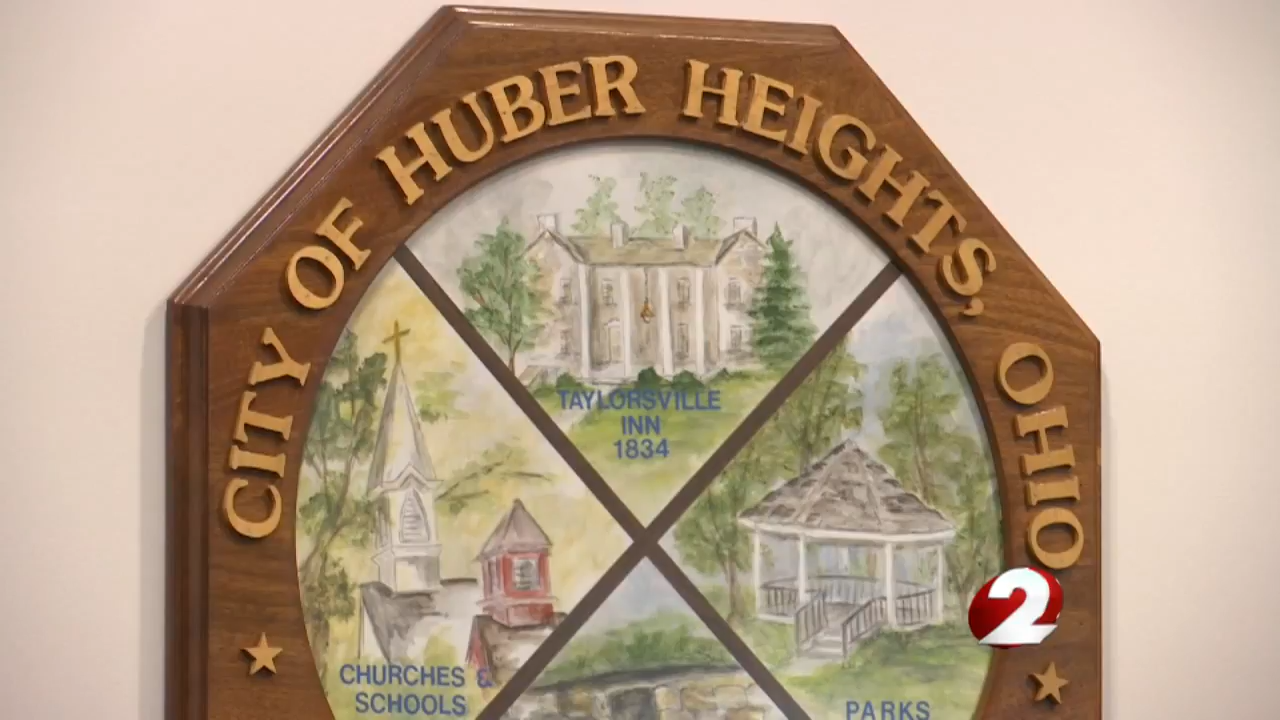 CITY OF HUBER HEIGHTS, OHIO
TAYLORSVILLE
INN
1834
CHURCHES &
SCHOOLS
PARKS
2